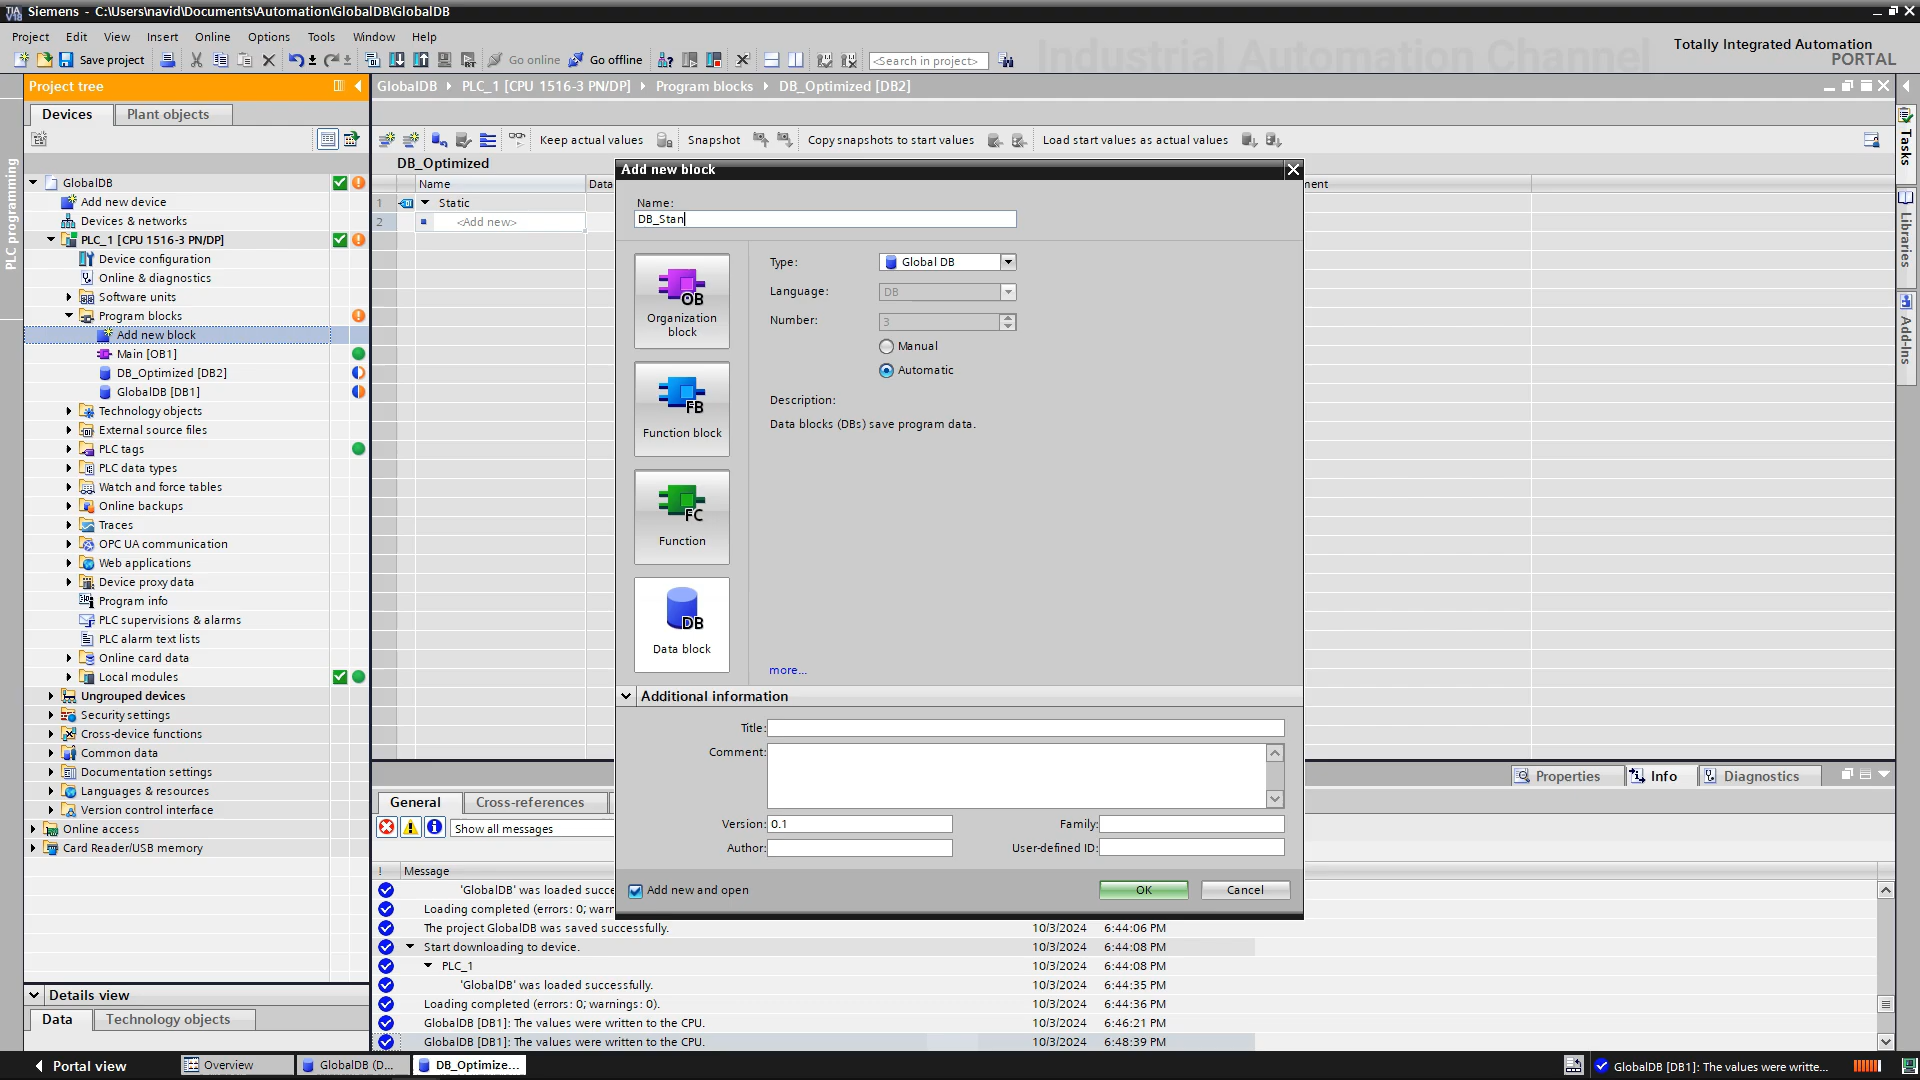 Siemens - C:\Users\navid\Documents\Automation\GlobalDB\GlobalDB
Project Edit View Insert Online Options Tools Window Help
Industrial Automation Channel
Totally Integrated Automation
PORTAL
Save project
Go online
Go offline
<Search in project>
Project tree
GlobalDB PLC_1 [CPU 1516-3 PN/DP] Program blocks DB_Optimized [DB2]
Devices
Plant objects
Keep actual values
Snapshot
Copy snapshots to start values
Load start values as actual values
PLC programming
Tasks
Libraries
Add-Ins
GlobalDB
Add new device
Devices & networks
PLC_1 [CPU 1516-3 PN/DP]
Device configuration
Online & diagnostics
Software units
Program blocks
Add new block
Main [OB1]
DB_Optimized [DB2]
GlobalDB [DB1]
Technology objects
External source files
PLC tags
PLC data types
Watch and force tables
Online backups
Traces
OPC UA communication
Web applications
Device proxy data
Program info
PLC supervisions & alarms
PLC alarm text lists
Online card data
Local modules
Ungrouped devices
Security settings
Cross-device functions
Common data
Documentation settings
Languages & resources
Version control interface
Online access
Card Reader/USB memory
Details view
Data
Technology objects
DB_Optimized
Name
Data
ment
1 Static
2 <Add new>
Add new block
Name:
DB_Stan
OB
Organization
block
FB
Function block
FC
Function
DB
Data block
Type: Global DB
Language: DB
Number: 3
Manual
Automatic
Description:
Data blocks (DBs) save program data.
more...
Additional information
Title:
Comment:
Version: 0.1
Family:
Author:
User-defined ID:
Add new and open
OK
Cancel
Properties
Info
Diagnostics
General
Cross-references
Show all messages
! Message
'GlobalDB' was loaded succe
Loading completed (errors: 0; warn
The project GlobalDB was saved successfully. 10/3/2024 6:44:06 PM
Start downloading to device. 10/3/2024 6:44:08 PM
PLC_1 10/3/2024 6:44:08 PM
'GlobalDB' was loaded successfully. 10/3/2024 6:44:35 PM
Loading completed (errors: 0; warnings: 0). 10/3/2024 6:44:36 PM
GlobalDB [DB1]: The values were written to the CPU. 10/3/2024 6:46:21 PM
GlobalDB [DB1]: The values were written to the CPU. 10/3/2024 6:48:39 PM
Portal view
Overview
GlobalDB (D...
DB_Optimize...
GlobalDB [DB1]: The values were writte...